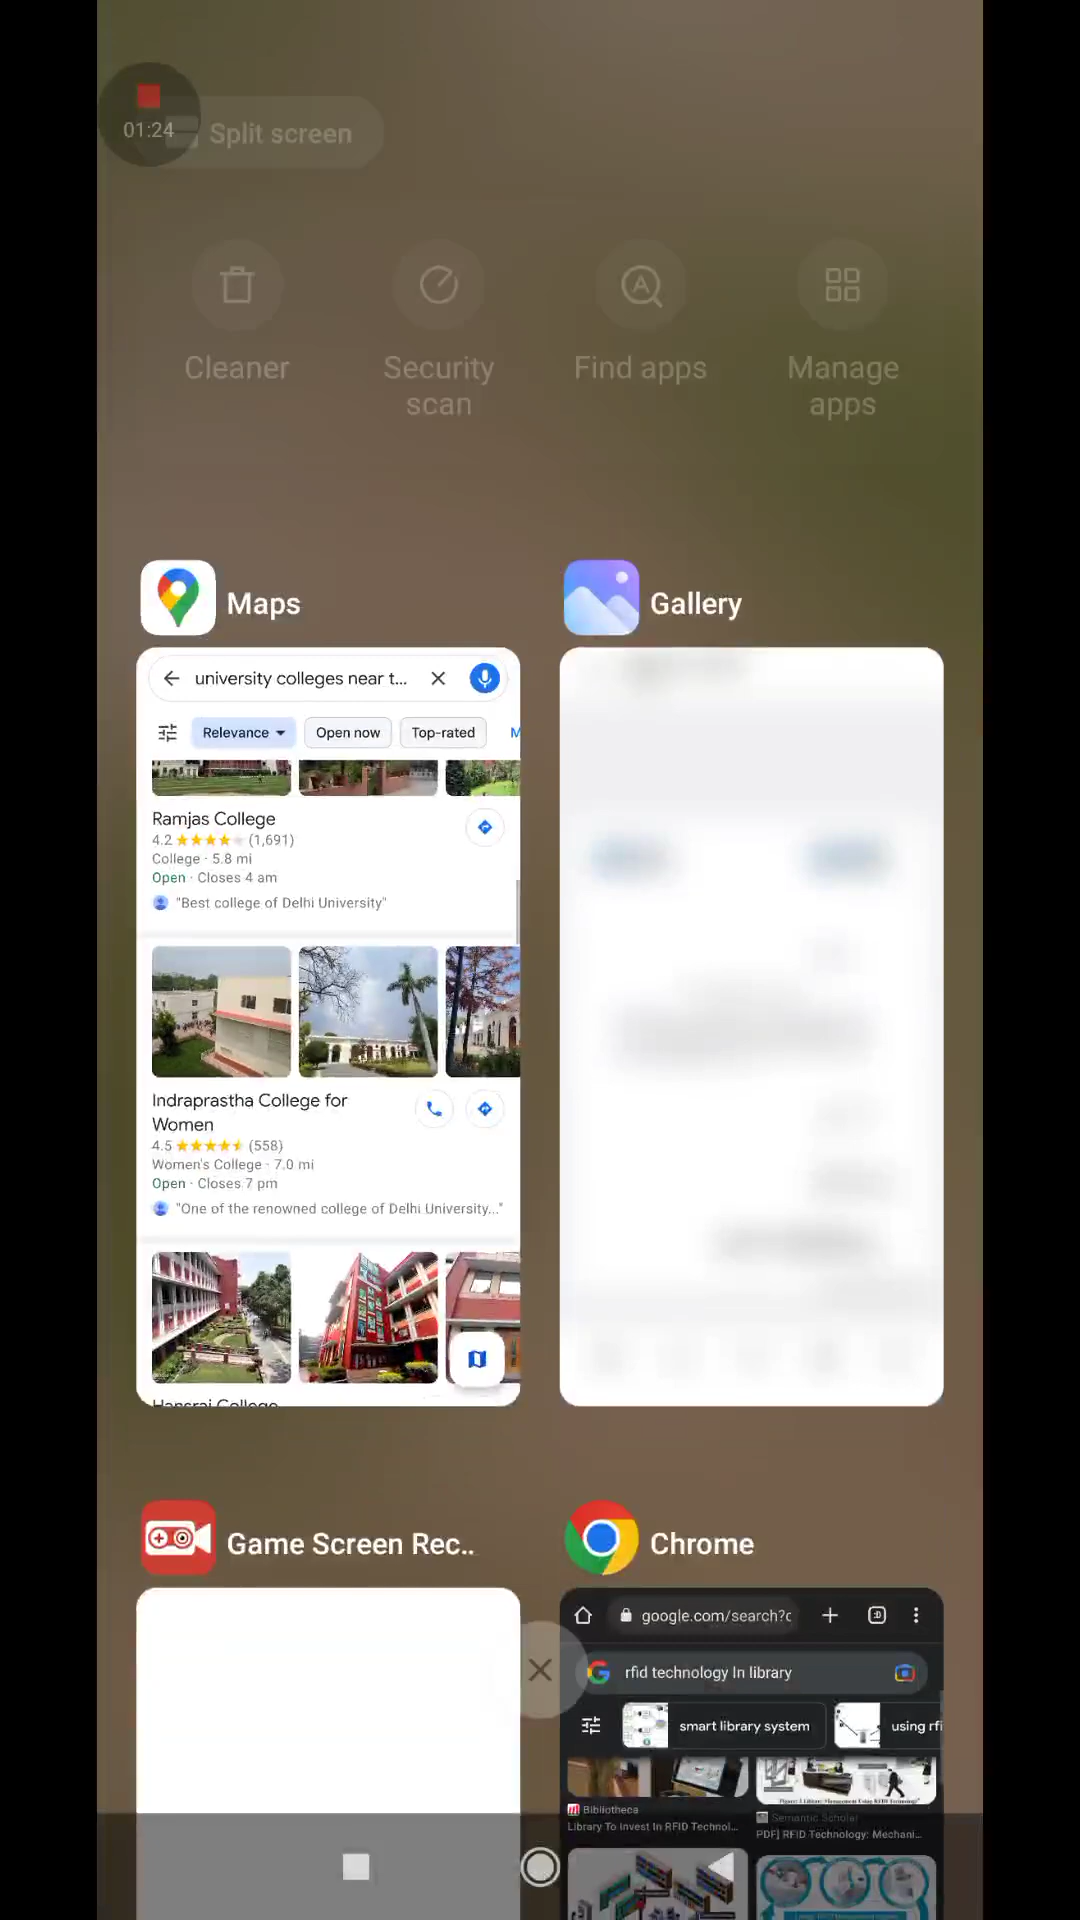 01:24
Split screen
Cleaner
Security
scan
Find apps
Manage
apps
Maps
university colleges near t...
Relevance
Open now
Top-rated
M
Ramjas College
4.2 (1,691)
College · 5.8 mi
Open · Closes 4 am
"Best college of Delhi University"
Indraprastha College for
Women
4.5 (558)
Women's College · 7.0 mi
Open · Closes 7 pm
"One of the renowned college of Delhi University..."
Hansraj College
Gallery
Game Screen Rec..
Chrome
google.com/search?c
rfid technology In library
smart library system
using rfi
Bibliotheca
Library To Invest In RFID Technol...
Semantic Scholar
PDF] RFID Technology: Mechani...